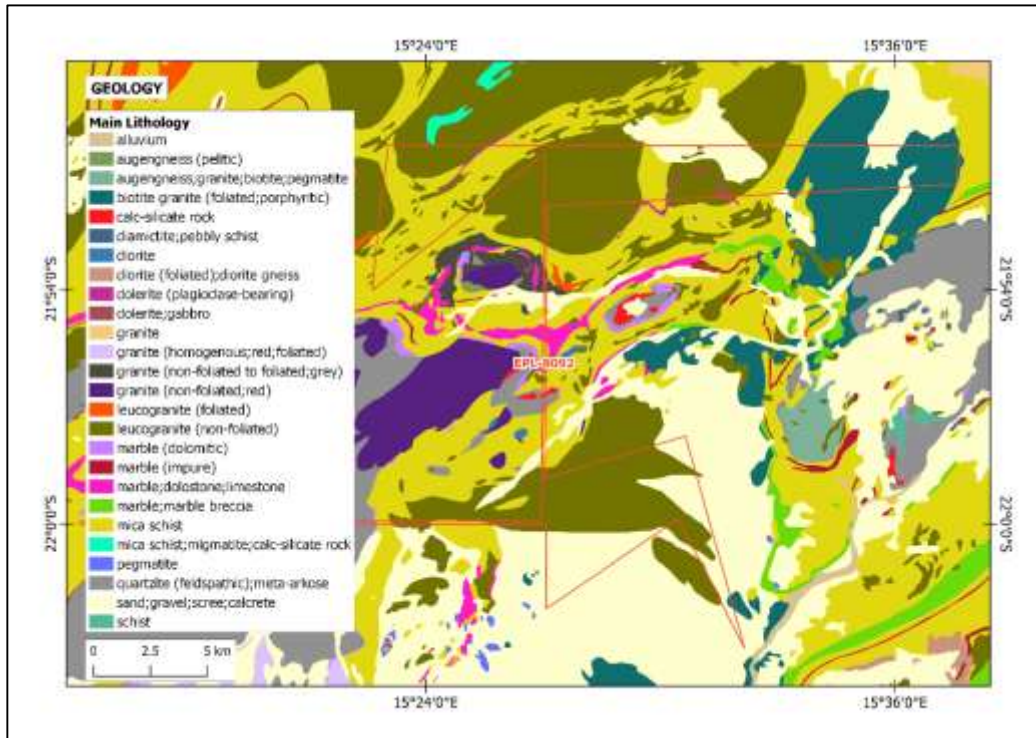 15°24'0"E 15°36'0"E
GEOLOGY
Main Lithology
alluvium
augengneiss (pelitic)
augengneiss;granite;biotite;pegmatite
biotite granite (foliated;porphyritic)
calc-silicate rock
diamictite;pebbly schist
diorite
diorite (foliated);diorite gneiss
dolerite (plagioclase-bearing)
dolerite;gabbro
granite
granite (homogenous;red;foliated)
granite (non-foliated to foliated;grey)
granite (non-foliated;red)
leucogranite (foliated)
leucogranite (non-foliated)
marble (dolomitic)
marble (impure)
marble;dolostone;limestone
marble;marble breccia
mica schist
mica schist;migmatite;calc-silicate rock
pegmatite
quartzite (feldspathic);meta-arkose
sand;gravel;scree;calcrete
schist
0 2.5 5 km
21°54'0"S
22°0'0"S
EPL-8092
21°54'0"S
22°0'0"S
15°24'0"E 15°36'0"E